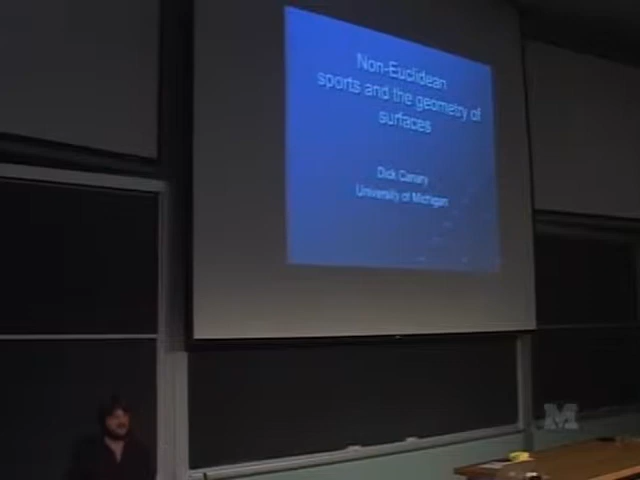 Non-Euclidean
sports and the geometry of
surfaces
Dick Canary
University of Michigan
M